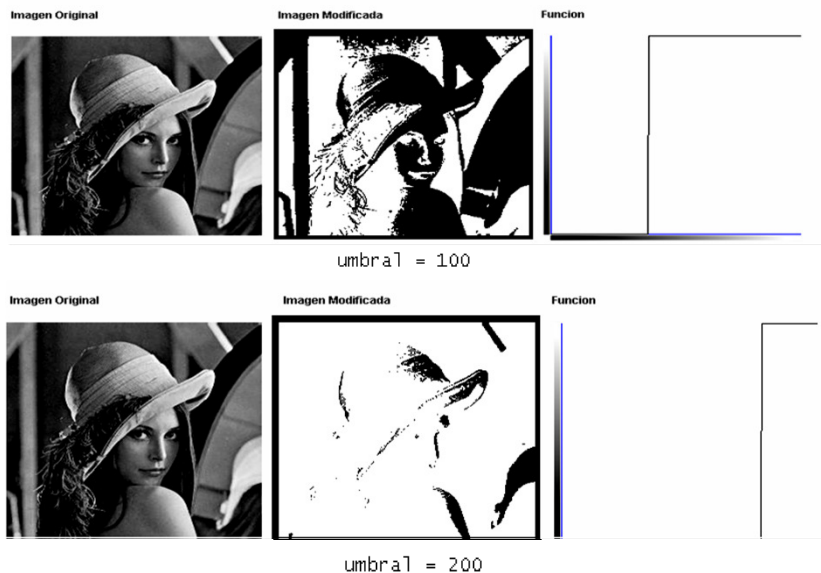 Imagen Original
Imagen Modificada
Funcion
umbral = 100
Imagen Original
Imagen Modificada
Funcion
umbral = 200